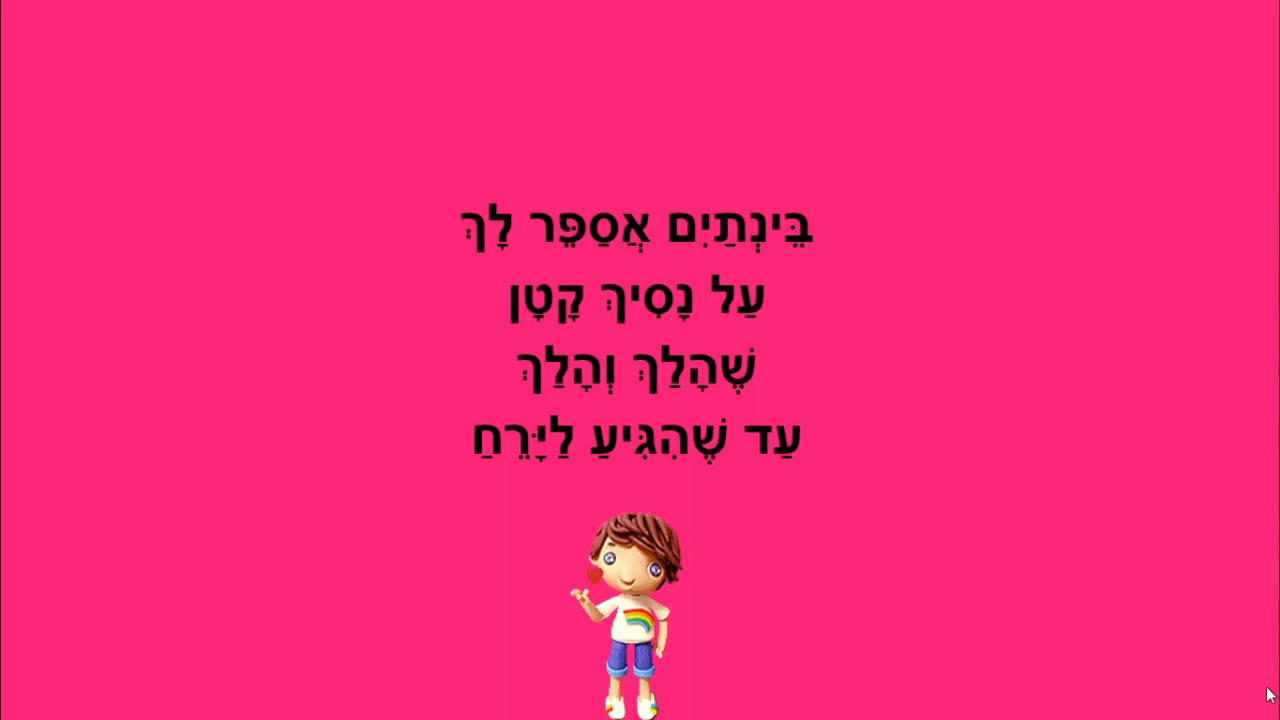 בֵּינְתַיִם אֲסַפֵּר לָךְ
עַל נָסִיךְ קָטָן
שֶׁהָלַךְ וְהָלַךְ
עַד שֶׁהִגִּיעַ לַיָּרֵחַ